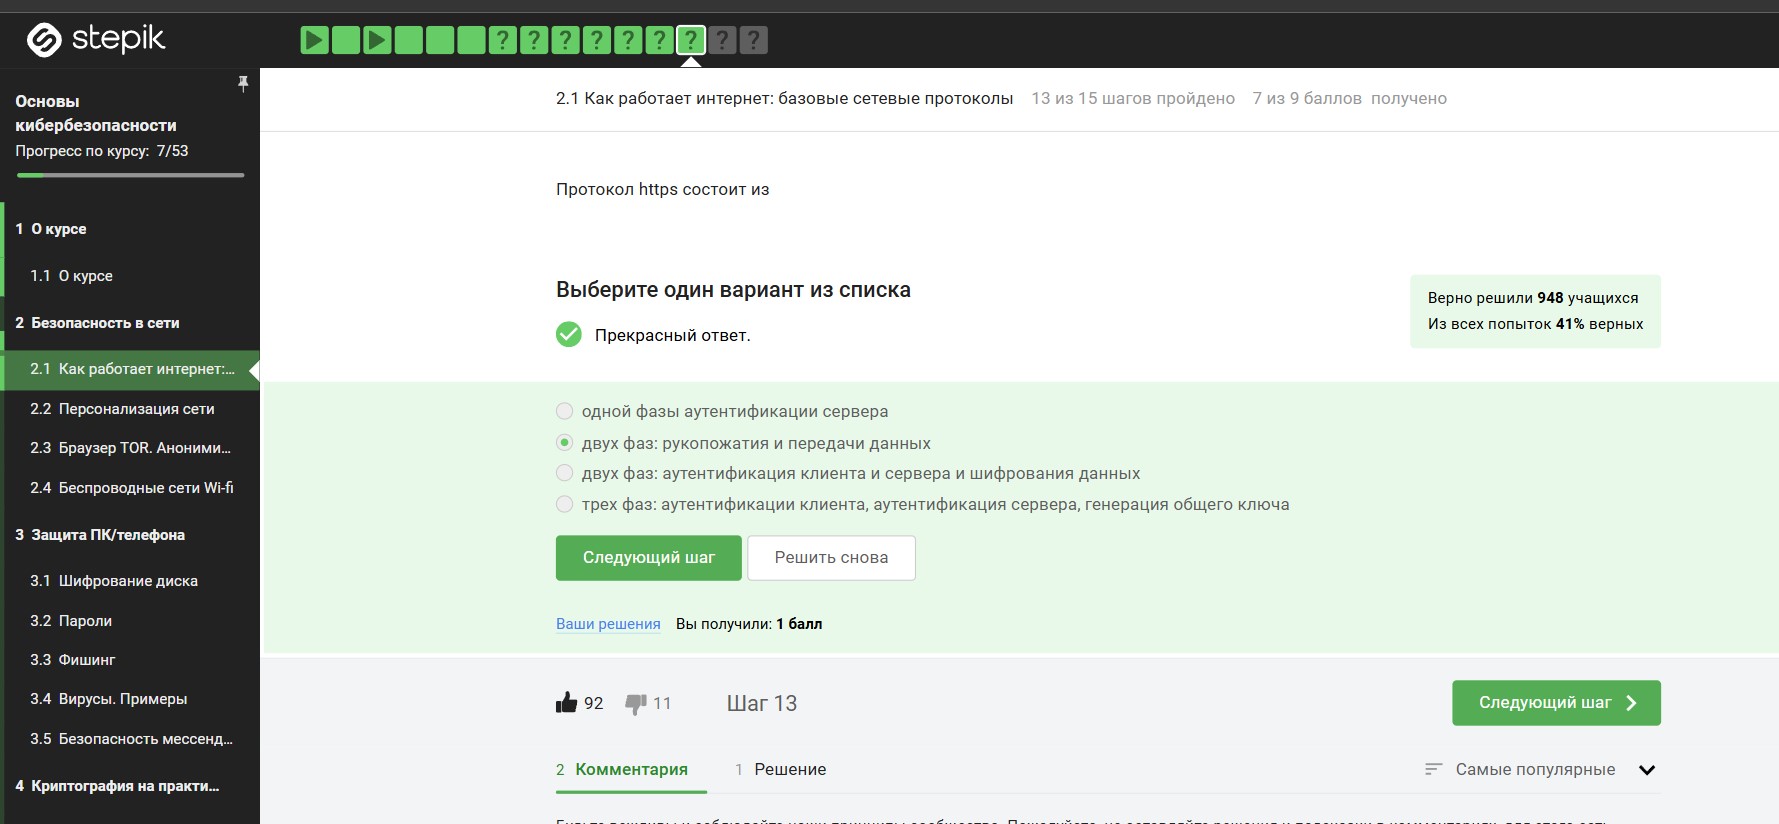 stepik
? ? ? ? ? ? ? ? ?
Основы
кибербезопасности
Прогресс по курсу: 7/53
1 О курсе
1.1 О курсе
2 Безопасность в сети
2.1 Как работает интернет:...
2.2 Персонализация сети
2.3 Браузер TOR. Аноними...
2.4 Беспроводные сети Wi-fi
3 Защита ПК/телефона
3.1 Шифрование диска
3.2 Пароли
3.3 Фишинг
3.4 Вирусы. Примеры
3.5 Безопасность мессенд...
4 Криптография на практи...
2.1 Как работает интернет: базовые сетевые протоколы 13 из 15 шагов пройдено 7 из 9 баллов получено
Протокол https состоит из
Выберите один вариант из списка
Прекрасный ответ.
Верно решили 948 учащихся
Из всех попыток 41% верных
одной фазы аутентификации сервера
двух фаз: рукопожатия и передачи данных
двух фаз: аутентификация клиента и сервера и шифрования данных
трех фаз: аутентификации клиента, аутентификация сервера, генерация общего ключа
Следующий шаг Решить снова
Ваши решения Вы получили: 1 балл
92 11 Шаг 13 Следующий шаг
2 Комментария 1 Решение Самые популярные